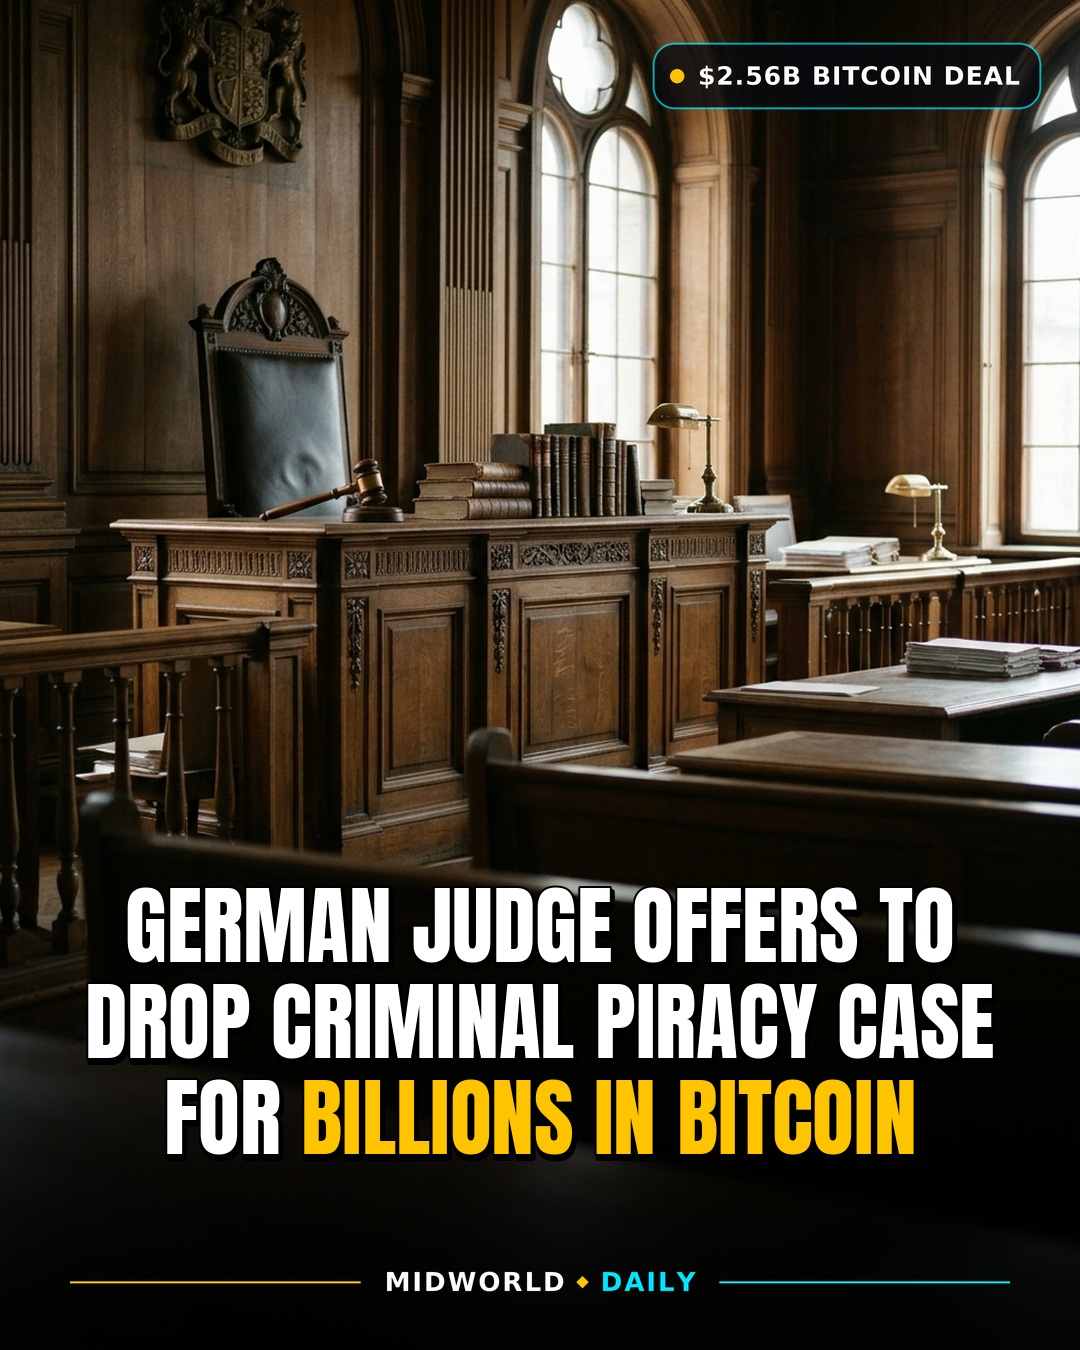 $2.56B BITCOIN DEAL
GERMAN JUDGE OFFERS TO
DROP CRIMINAL PIRACY CASE
FOR BILLIONS IN BITCOIN
MIDWORLD DAILY